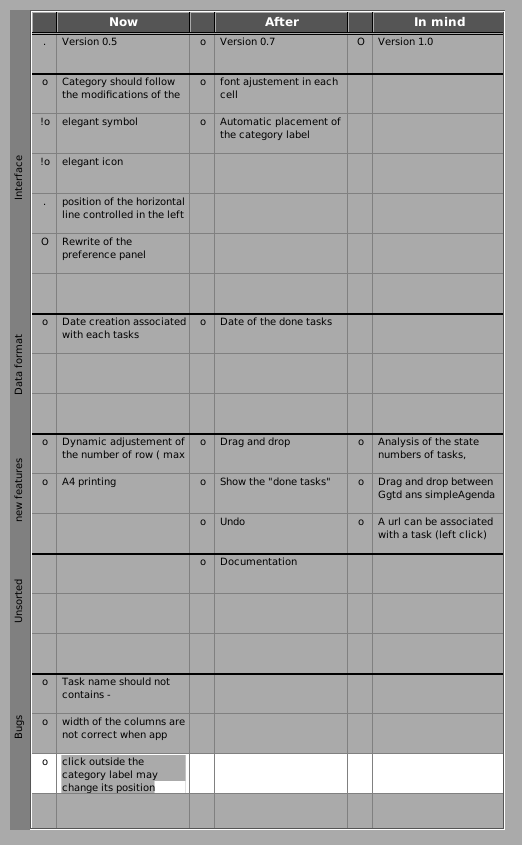 Now After In mind
. Version 0.5 o Version 0.7 O Version 1.0
Interface
o Category should follow o font ajustement in each
the modifications of the cell
!o elegant symbol o Automatic placement of
the category label
!o elegant icon
. position of the horizontal
line controlled in the left
O Rewrite of the
preference panel
Data format
o Date creation associated o Date of the done tasks
with each tasks
new features
o Dynamic adjustement of o Drag and drop o Analysis of the state
the number of row ( max numbers of tasks,
o A4 printing o Show the "done tasks" o Drag and drop between
Ggtd ans simpleAgenda
o Undo o A url can be associated
with a task (left click)
Unsorted
o Documentation
Bugs
o Task name should not
contains -
o width of the columns are
not correct when app
o click outside the
category label may
change its position